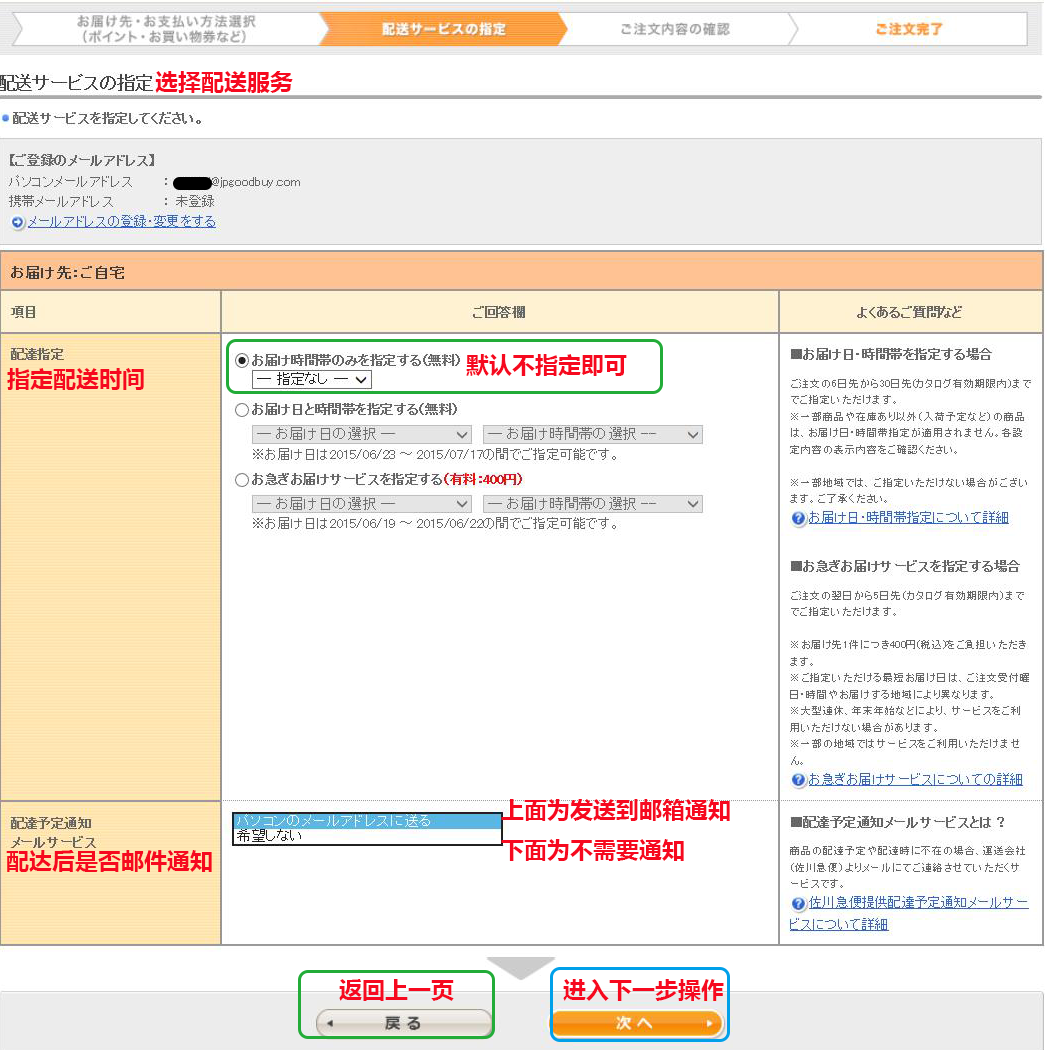 お届け先・お支払い方法選択
(ポイント・お買い物券など)
配送サービスの指定
ご注文内容の確認
ご注文完了
配送サービスの指定选择配送服务
配送サービスを指定してください。
【ご登録のメールアドレス】
パソコンメールアドレス : @jpgoodbuy.com
携帯メールアドレス : 未登録
メールアドレスの登録・変更をする
お届け先:ご自宅
項目
ご回答欄
よくあるご質問など
配達指定
指定配送时间
お届け時間帯のみを指定する(無料)
默认不指定即可
— 指定なし —
お届け日と時間帯を指定する(無料)
— お届け日の選択 —
— お届け時間帯の選択 --
※お届け日は2015/06/23 ～ 2015/07/17の間でご指定可能です。
お急ぎお届けサービスを指定する(有料:400円)
— お届け日の選択 —
— お届け時間帯の選択 --
※お届け日は2015/06/19 ～ 2015/06/22の間でご指定可能です。
■お届け日・時間帯を指定する場合
ご注文の6日先から30日先(カタログ有効期限内)まで
でご指定いただけます。
※一部商品や在庫あり以外(入荷予定など)の商品
は、お届け日・時間帯指定が適用されません。各設
定内容の表示内容をご確認ください。
※一部地域では、ご指定いただけない場合がござい
ます。ご了承ください。
お届け日・時間帯指定について詳細
■お急ぎお届けサービスを指定する場合
ご注文の翌日から5日先(カタログ有効期限内)まで
でご指定いただけます。
※お届け先1件につき400円(税込)をご負担いただき
ます。
※ご指定いただける最短お届け日は、ご注文受付曜
日・時間やお届けする地域により異なります。
※大型連休、年末年始などにより、サービスをご利
用いただけない場合があります。
※一部の地域ではサービスをご利用いただけませ
ん。
お急ぎお届けサービスについての詳細
配達予定通知
メールサービス
配达后是否邮件通知
パソコンのメールアドレスに送る
希望しない
上面为发送到邮箱通知
下面为不需要通知
■配達予定通知メールサービスとは？
商品の配達予定や配達時に不在の場合、運送会社
(佐川急便)よりメールにてご連絡させていただくサ
ービスです。
佐川急便提供配達予定通知メールサー
ビスについて詳細
返回上一页
戻る
进入下一步操作
次へ